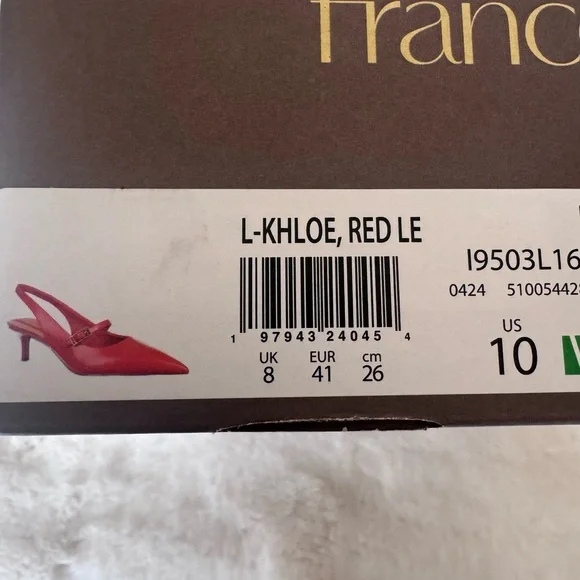 franc
L-KHLOE, RED LE
I9503L16
0424 51005442
1 97943 24045 4
UK EUR cm
8 41 26
US
10